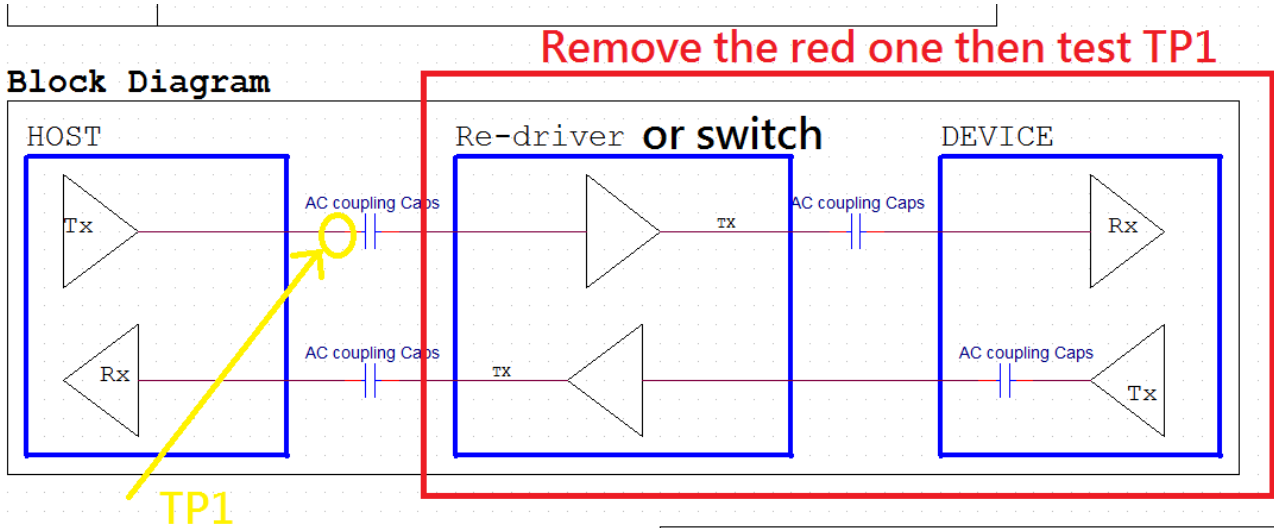 Remove the red one then test TP1
Block Diagram
HOST
Re-driver or switch
DEVICE
AC coupling Caps
AC coupling Caps
Tx
TX
Rx
AC coupling Caps
AC coupling Caps
Rx
TX
Tx
TP1